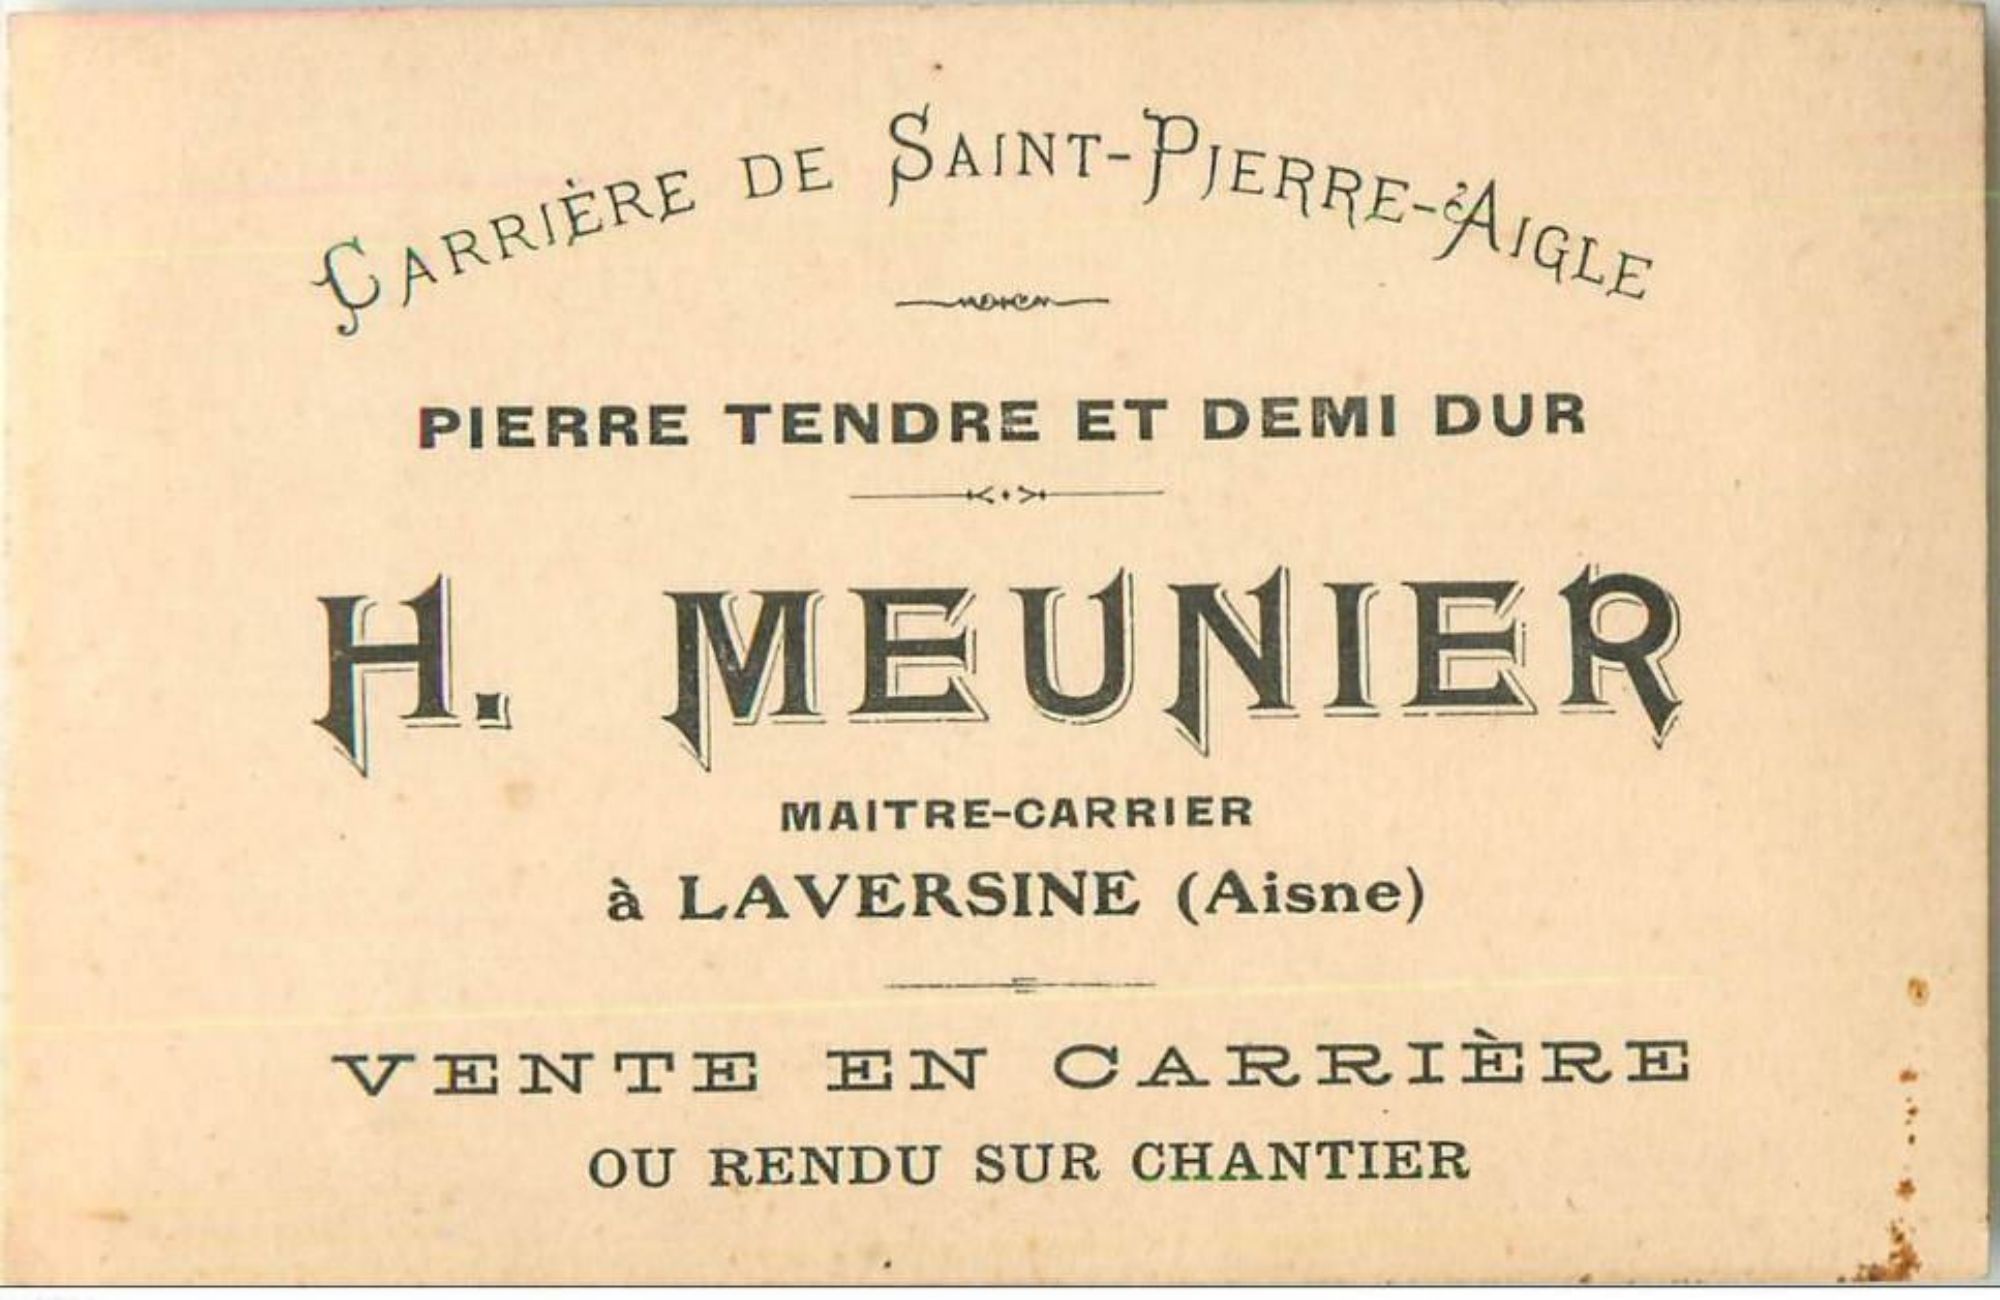 CARRIÈRE DE SAINT-PIERRE-AIGLE
PIERRE TENDRE ET DEMI DUR
H. MEUNIER
MAITRE-CARRIER
à LAVERSINE (Aisne)
VENTE EN CARRIÈRE
OU RENDU SUR CHANTIER